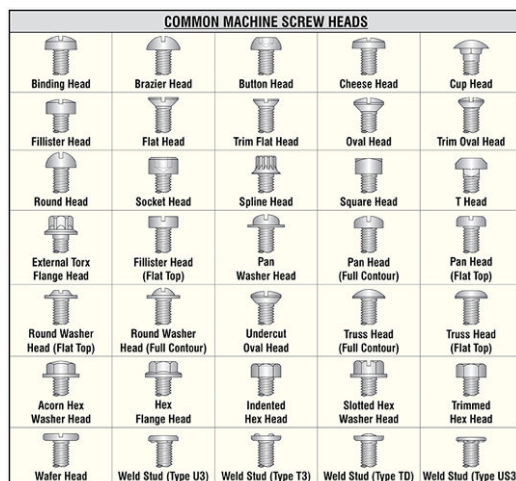 COMMON MACHINE SCREW HEADS
Binding Head
Brazier Head
Button Head
Cheese Head
Cup Head
Fillister Head
Flat Head
Trim Flat Head
Oval Head
Trim Oval Head
Round Head
Socket Head
Spline Head
Square Head
T Head
External Torx
Flange Head
Fillister Head
(Flat Top)
Pan
Washer Head
Pan Head
(Full Contour)
Pan Head
(Flat Top)
Round Washer
Head (Flat Top)
Round Washer
Head (Full Contour)
Undercut
Oval Head
Truss Head
(Full Contour)
Truss Head
(Flat Top)
Acorn Hex
Washer Head
Hex
Flange Head
Indented
Hex Head
Slotted Hex
Washer Head
Trimmed
Hex Head
Wafer Head
Weld Stud (Type U3)
Weld Stud (Type T3)
Weld Stud (Type TD)
Weld Stud (Type US3)